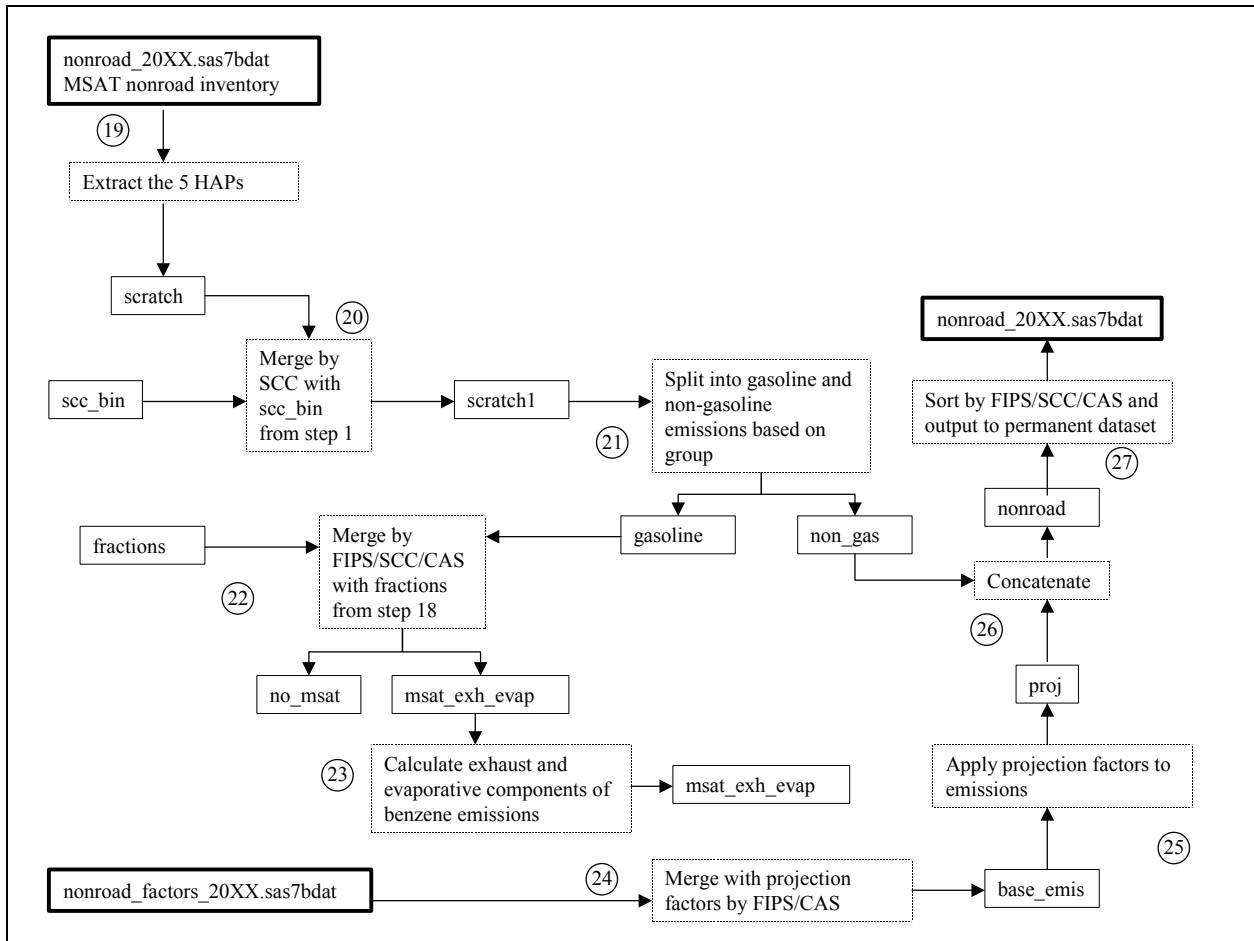 nonroad_20XX.sas7bdat
MSAT nonroad inventory
19
Extract the 5 HAPs
scratch
20
Merge by
SCC with
scc_bin
from step 1
scc_bin
scratch1
21
Split into gasoline and
non-gasoline
emissions based on
group
nonroad_20XX.sas7bdat
Sort by FIPS/SCC/CAS and
output to permanent dataset
27
nonroad
fractions
22
Merge by
FIPS/SCC/CAS
with fractions
from step 18
gasoline
non_gas
Concatenate
26
no_msat
msat_exh_evap
proj
23
Calculate exhaust and
evaporative components of
benzene emissions
msat_exh_evap
Apply projection factors to
emissions
25
nonroad_factors_20XX.sas7bdat
24
Merge with projection
factors by FIPS/CAS
base_emis